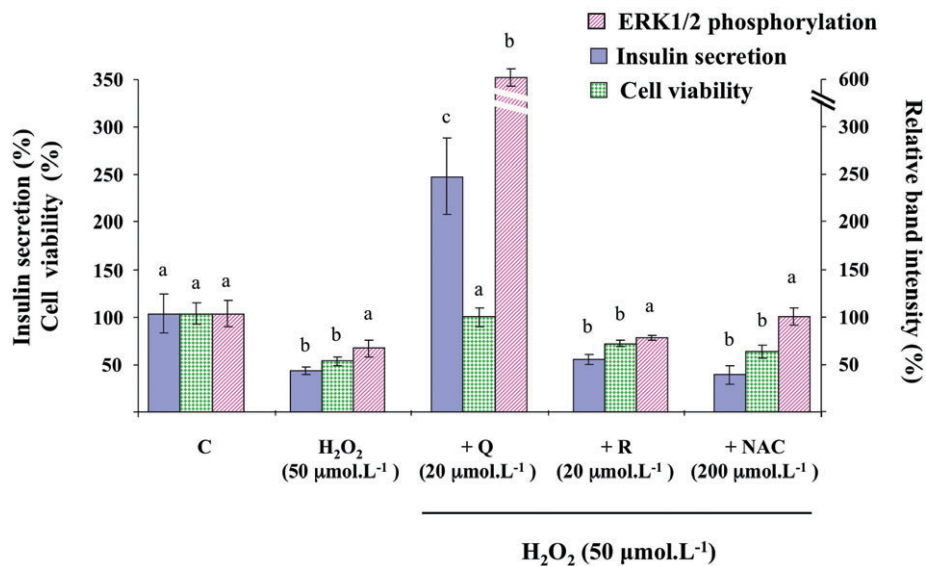 ERK1/2 phosphorylation
Insulin secretion
Cell viability
Insulin secretion (%)
Cell viability (%)
350
300
250
200
150
100
50
600
300
250
200
150
100
50
Relative band intensity (%)
a a a
b b a
c a b
b b a
b b a
C
H₂O₂
(50 μmol.L⁻¹)
+ Q
(20 μmol.L⁻¹)
+ R
(20 μmol.L⁻¹)
+ NAC
(200 μmol.L⁻¹)
H₂O₂ (50 μmol.L⁻¹)